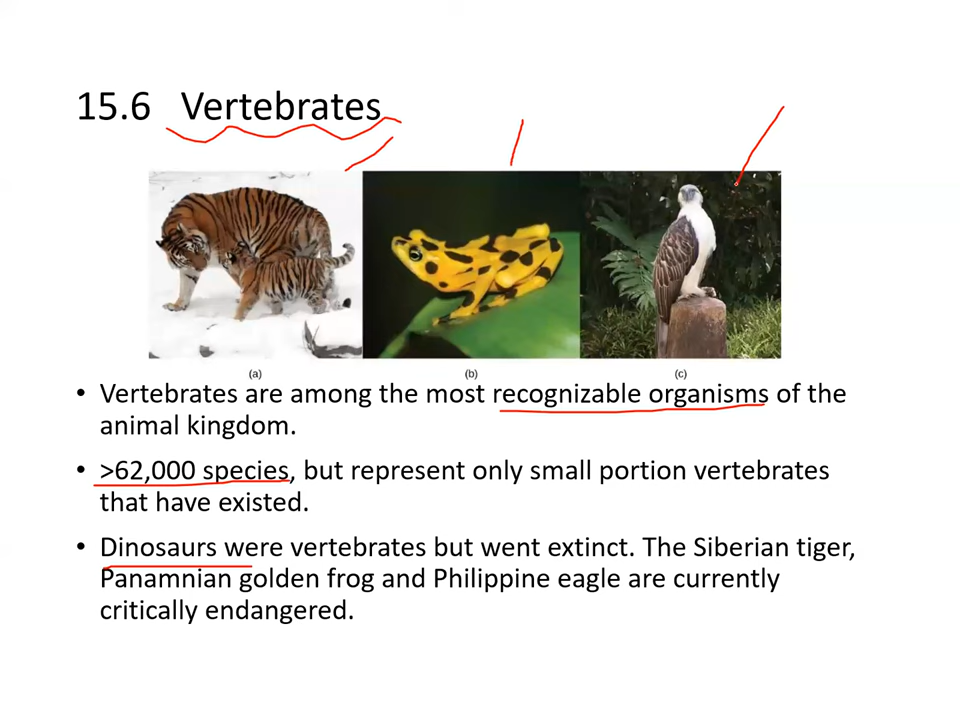 15.6 Vertebrates
(a) (b) (c)
• Vertebrates are among the most recognizable organisms of the
animal kingdom.
• >62,000 species, but represent only small portion vertebrates
that have existed.
• Dinosaurs were vertebrates but went extinct. The Siberian tiger,
Panamnian golden frog and Philippine eagle are currently
critically endangered.